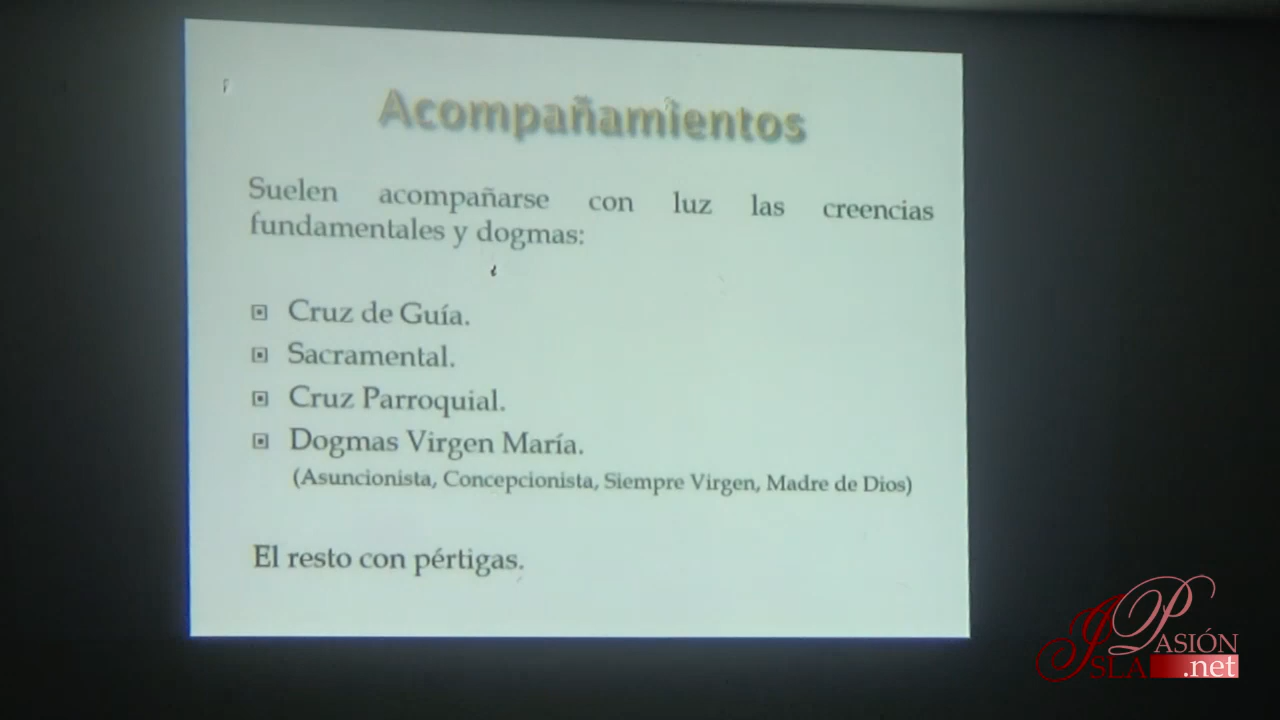 Acompañamientos
Suelen acompañarse con luz las creencias
fundamentales y dogmas:
Cruz de Guía.
Sacramental.
Cruz Parroquial.
Dogmas Virgen María.
(Asuncionista, Concepcionista, Siempre Virgen, Madre de Dios)
El resto con pértigas.
PASIÓN
ISLA
.net